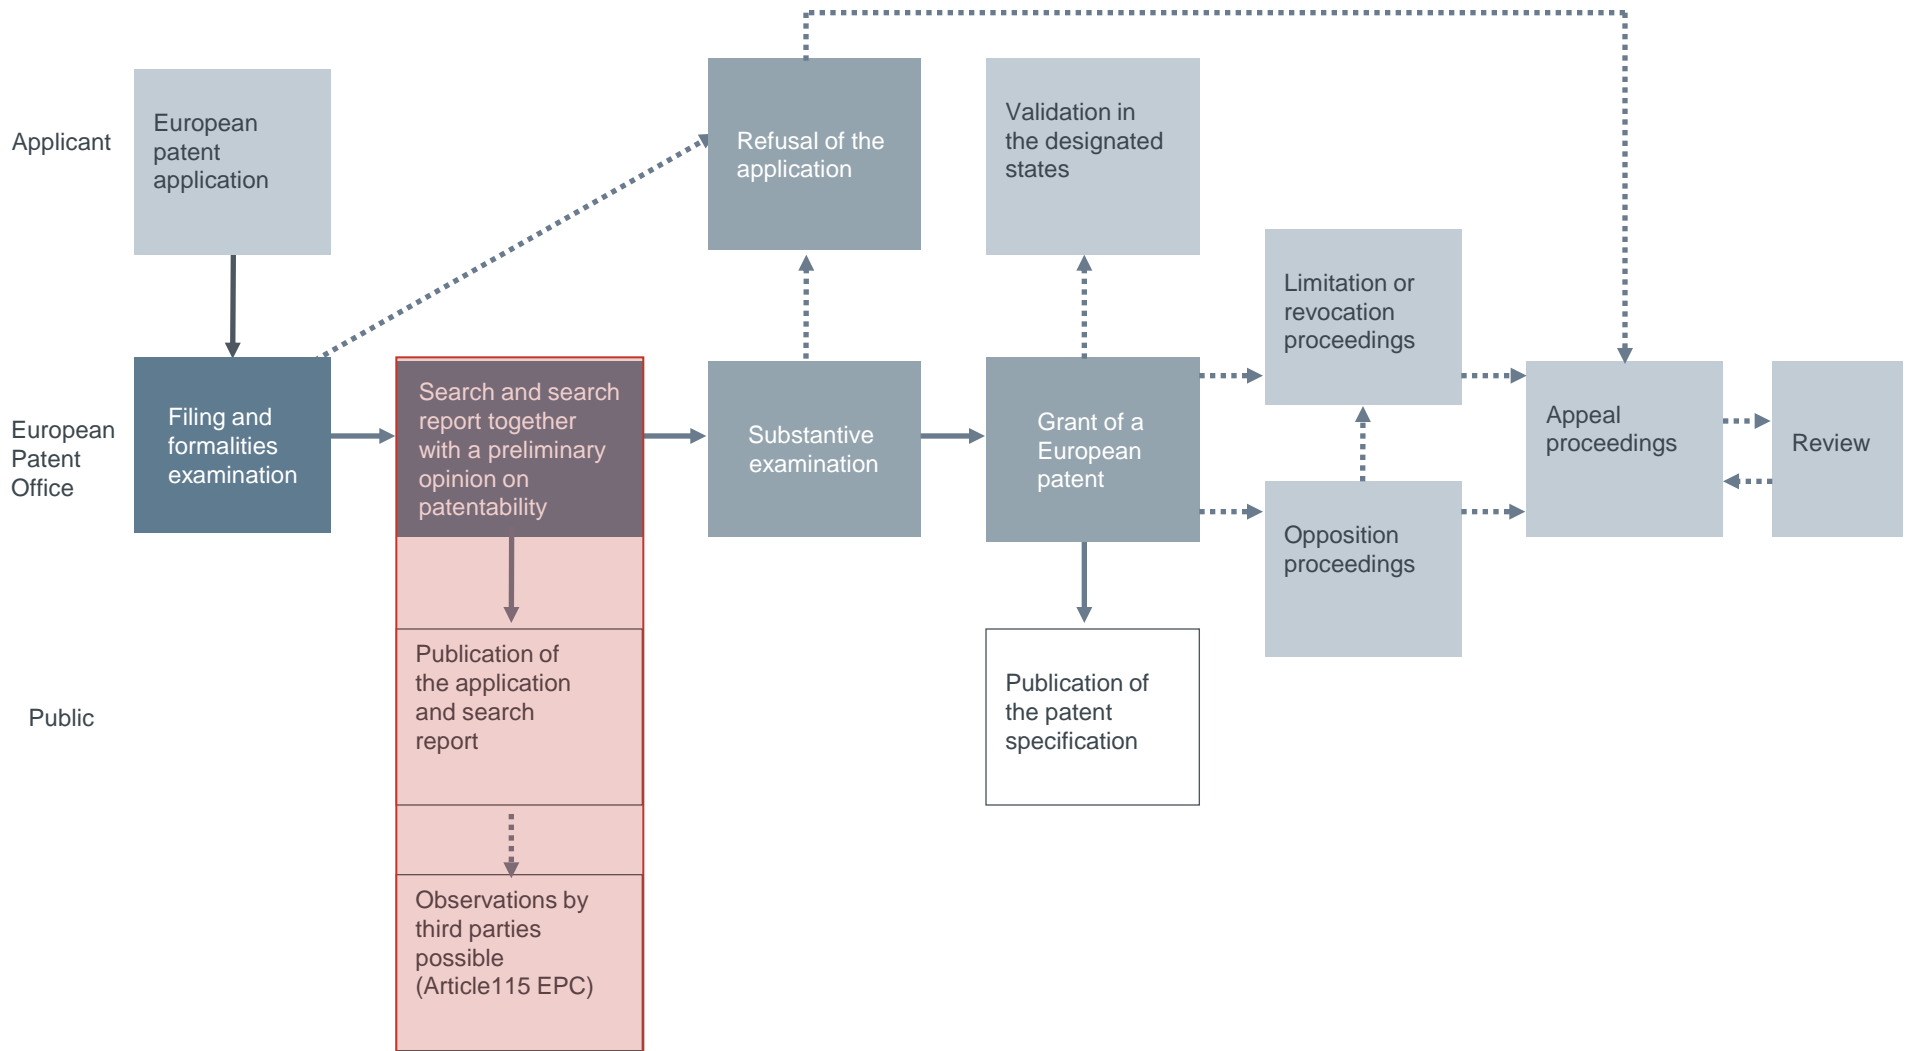 Applicant
European
patent
application
Refusal of the
application
Validation in
the designated
states
European
Patent
Office
Filing and
formalities
examination
Search and search
report together
with a preliminary
opinion on
patentability
Substantive
examination
Grant of a
European
patent
Limitation or
revocation
proceedings
Opposition
proceedings
Appeal
proceedings
Review
Public
Publication of
the application
and search
report
Publication of
the patent
specification
Observations by
third parties
possible
(Article115 EPC)